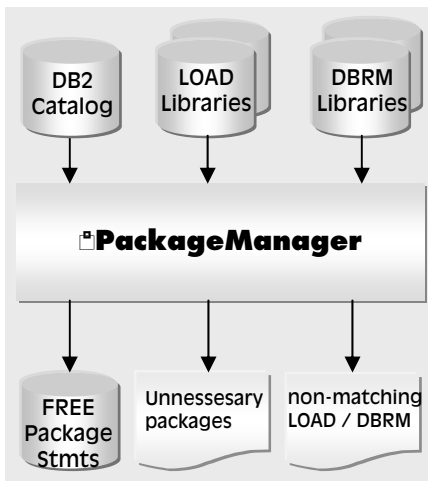 DB2
Catalog
LOAD
Libraries
DBRM
Libraries
PackageManager
FREE
Package
Stmts
Unnessesary
packages
non-matching
LOAD / DBRM